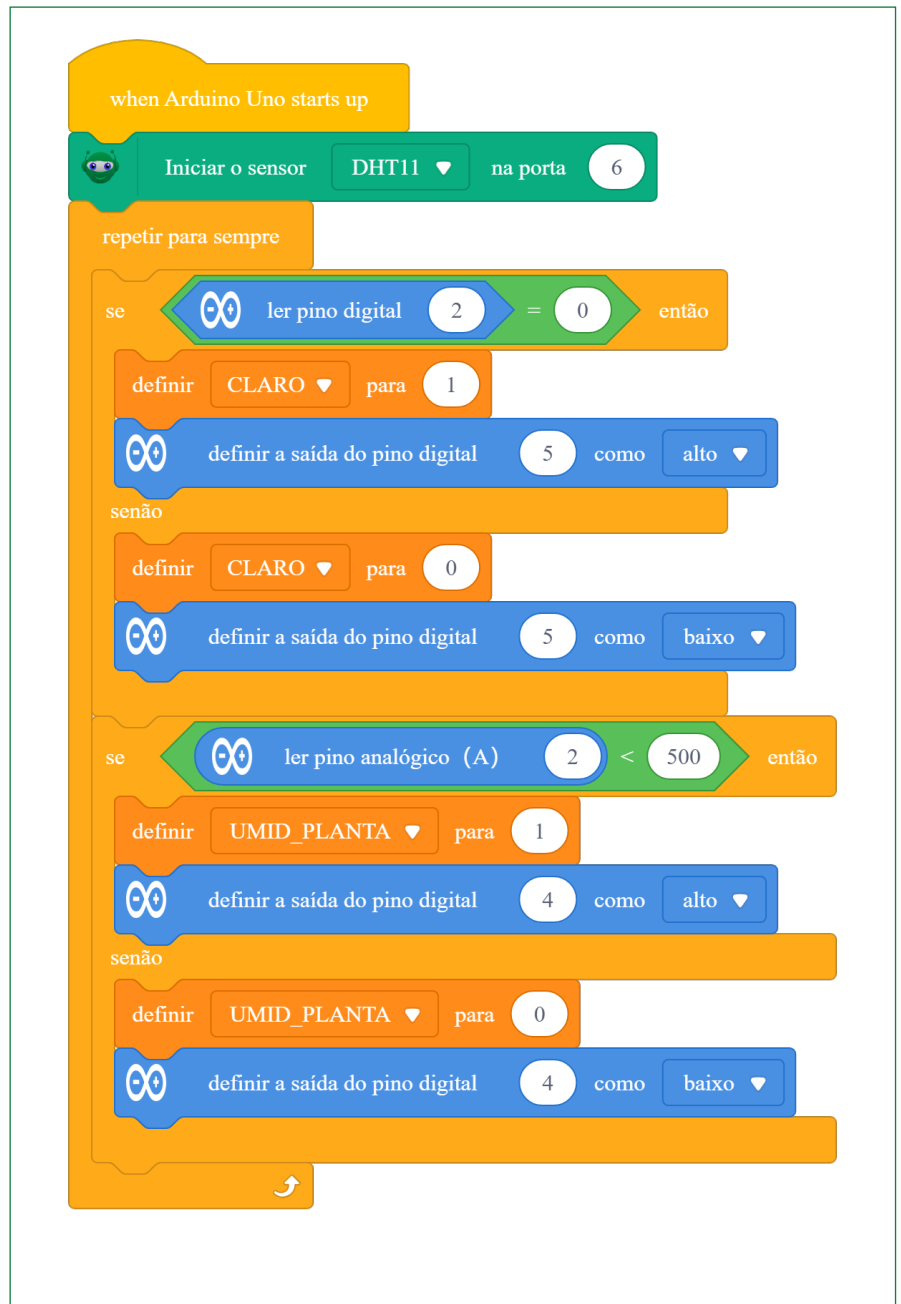 when Arduino Uno starts up
Iniciar o sensor DHT11 na porta 6
repetir para sempre
se ler pino digital 2 = 0 então
definir CLARO para 1
definir a saída do pino digital 5 como alto
senão
definir CLARO para 0
definir a saída do pino digital 5 como baixo
se ler pino analógico (A) 2 < 500 então
definir UMID_PLANTA para 1
definir a saída do pino digital 4 como alto
senão
definir UMID_PLANTA para 0
definir a saída do pino digital 4 como baixo